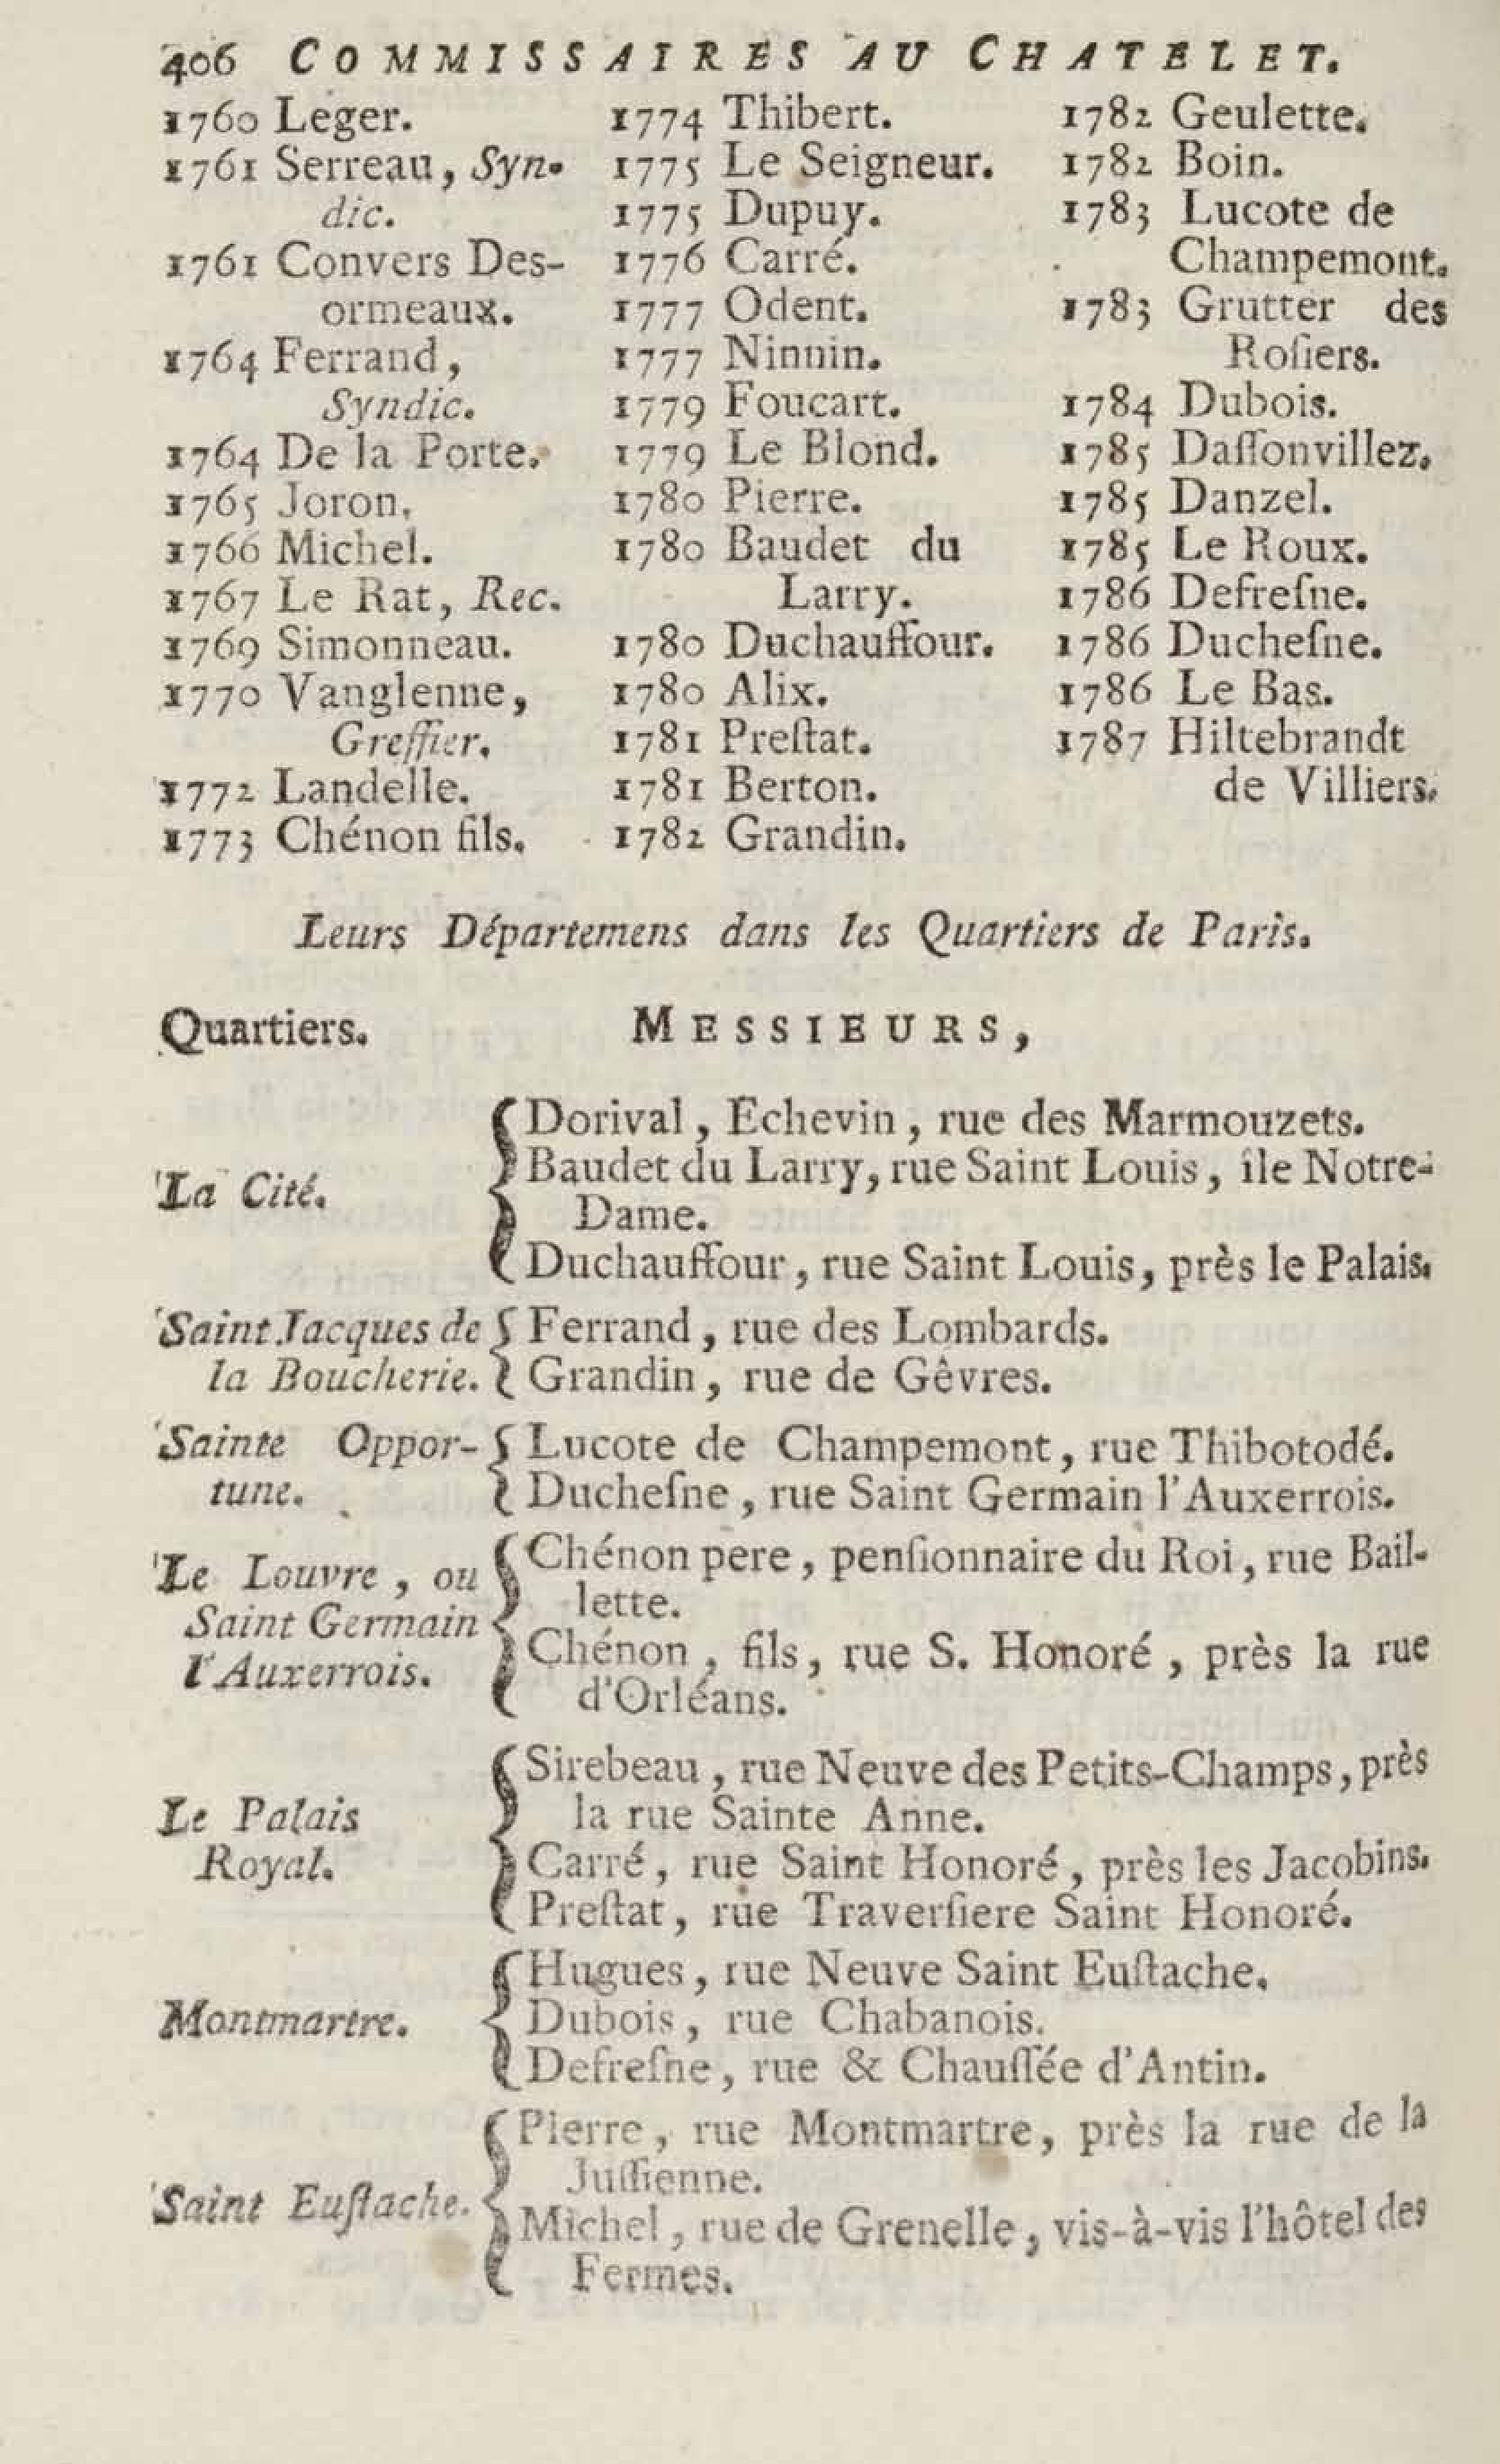 406 COMMISSAIRES AU CHATELET.
1760 Leger.
1761 Serreau, Syn-
dic.
1761 Convers Des-
ormeaux.
1764 Ferrand,
Syndic.
1764 De la Porte.
1765 Joron.
1766 Michel.
1767 Le Rat, Rec.
1769 Simonneau.
1770 Vanglenne,
Greffier.
1772 Landelle.
1773 Chénon fils.
1774 Thibert.
1775 Le Seigneur.
1775 Dupuy.
1776 Carré.
1777 Odent.
1777 Ninnin.
1779 Foucart.
1779 Le Blond.
1780 Pierre.
1780 Baudet du
Larry.
1780 Duchauffour.
1780 Alix.
1781 Preſtat.
1781 Berton.
1782 Grandin.
1782 Geulette.
1782 Boin.
1783 Lucote de
Champemont.
1783 Grutter des
Roſiers.
1784 Dubois.
1785 Daſſonvillez.
1785 Danzel.
1785 Le Roux.
1786 Defreſne.
1786 Ducheſne.
1786 Le Bas.
1787 Hiltebrandt
de Villiers.
Leurs Départemens dans les Quartiers de Paris.
Quartiers. MESSIEURS,
La Cité.
Dorival, Echevin, rue des Marmouzets.
Baudet du Larry, rue Saint Louis, île Notre-
Dame.
Duchauffour, rue Saint Louis, près le Palais.
Saint Jacques de
la Boucherie.
Ferrand, rue des Lombards.
Grandin, rue de Gêvres.
Sainte Oppor-
tune.
Lucote de Champemont, rue Thibotodé.
Ducheſne, rue Saint Germain l'Auxerrois.
Le Louvre, ou
Saint Germain
l'Auxerrois.
Chénon pere, penſionnaire du Roi, rue Bail-
lette.
Chénon, fils, rue S. Honoré, près la rue
d'Orléans.
Le Palais
Royal.
Sirebeau, rue Neuve des Petits-Champs, près
la rue Sainte Anne.
Carré, rue Saint Honoré, près les Jacobins.
Preſtat, rue Traverſiere Saint Honoré.
Montmartre.
Hugues, rue Neuve Saint Euſtache.
Dubois, rue Chabanois.
Defreſne, rue & Chauſſée d'Antin.
Saint Euſtache.
Pierre, rue Montmartre, près la rue de la
Juſſienne.
Michel, rue de Grenelle, vis-à-vis l'hôtel des
Fermes.